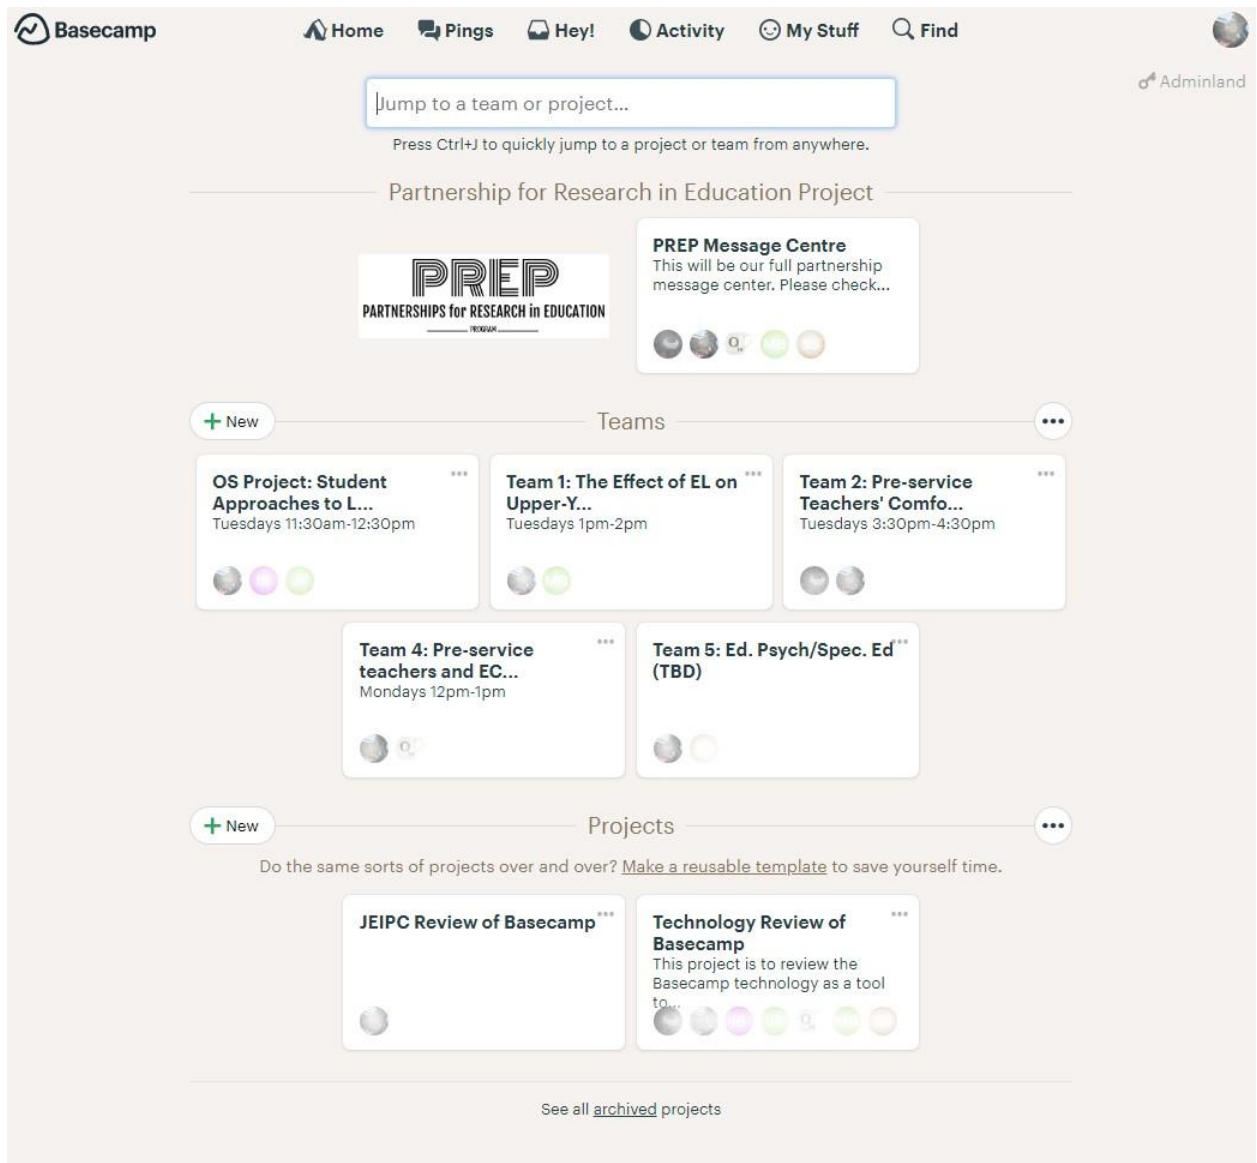 Basecamp
Home Pings Hey! Activity My Stuff Find
Adminland
Jump to a team or project...
Press Ctrl+J to quickly jump to a project or team from anywhere.
Partnership for Research in Education Project
PREP
PARTNERSHIPS for RESEARCH in EDUCATION
PROGRAM
PREP Message Centre
This will be our full partnership
message center. Please check...
+ New
Teams
OS Project: Student
Approaches to L...
Tuesdays 11:30am-12:30pm
Team 1: The Effect of EL on
Upper-Y...
Tuesdays 1pm-2pm
Team 2: Pre-service
Teachers' Comfo...
Tuesdays 3:30pm-4:30pm
Team 4: Pre-service
teachers and EC...
Mondays 12pm-1pm
Team 5: Ed. Psych/Spec. Ed
(TBD)
+ New
Projects
Do the same sorts of projects over and over? Make a reusable template to save yourself time.
JEIPC Review of Basecamp
Technology Review of
Basecamp
This project is to review the
Basecamp technology as a tool
to...
See all archived projects